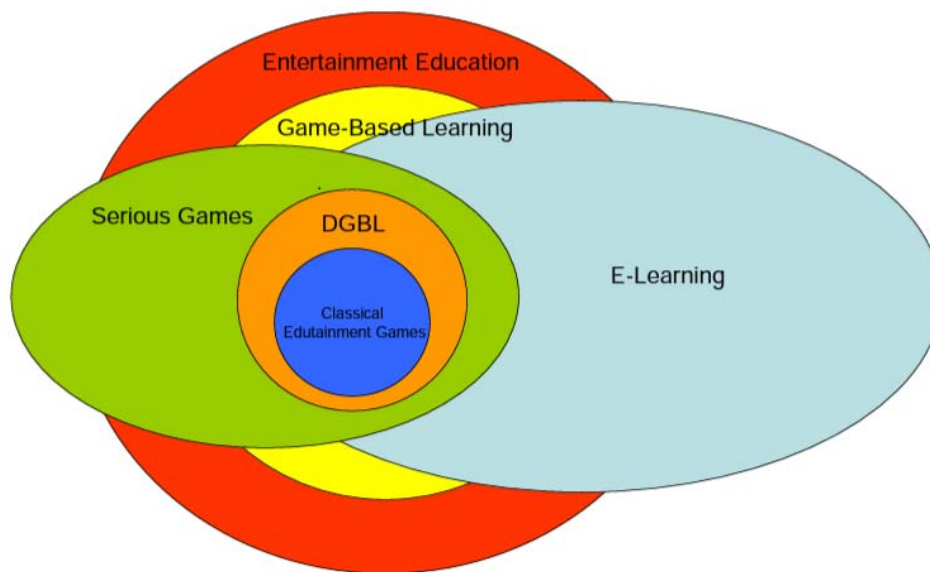 Entertainment Education
Game-Based Learning
Serious Games
DGBL
E-Learning
Classical
Edutainment Games